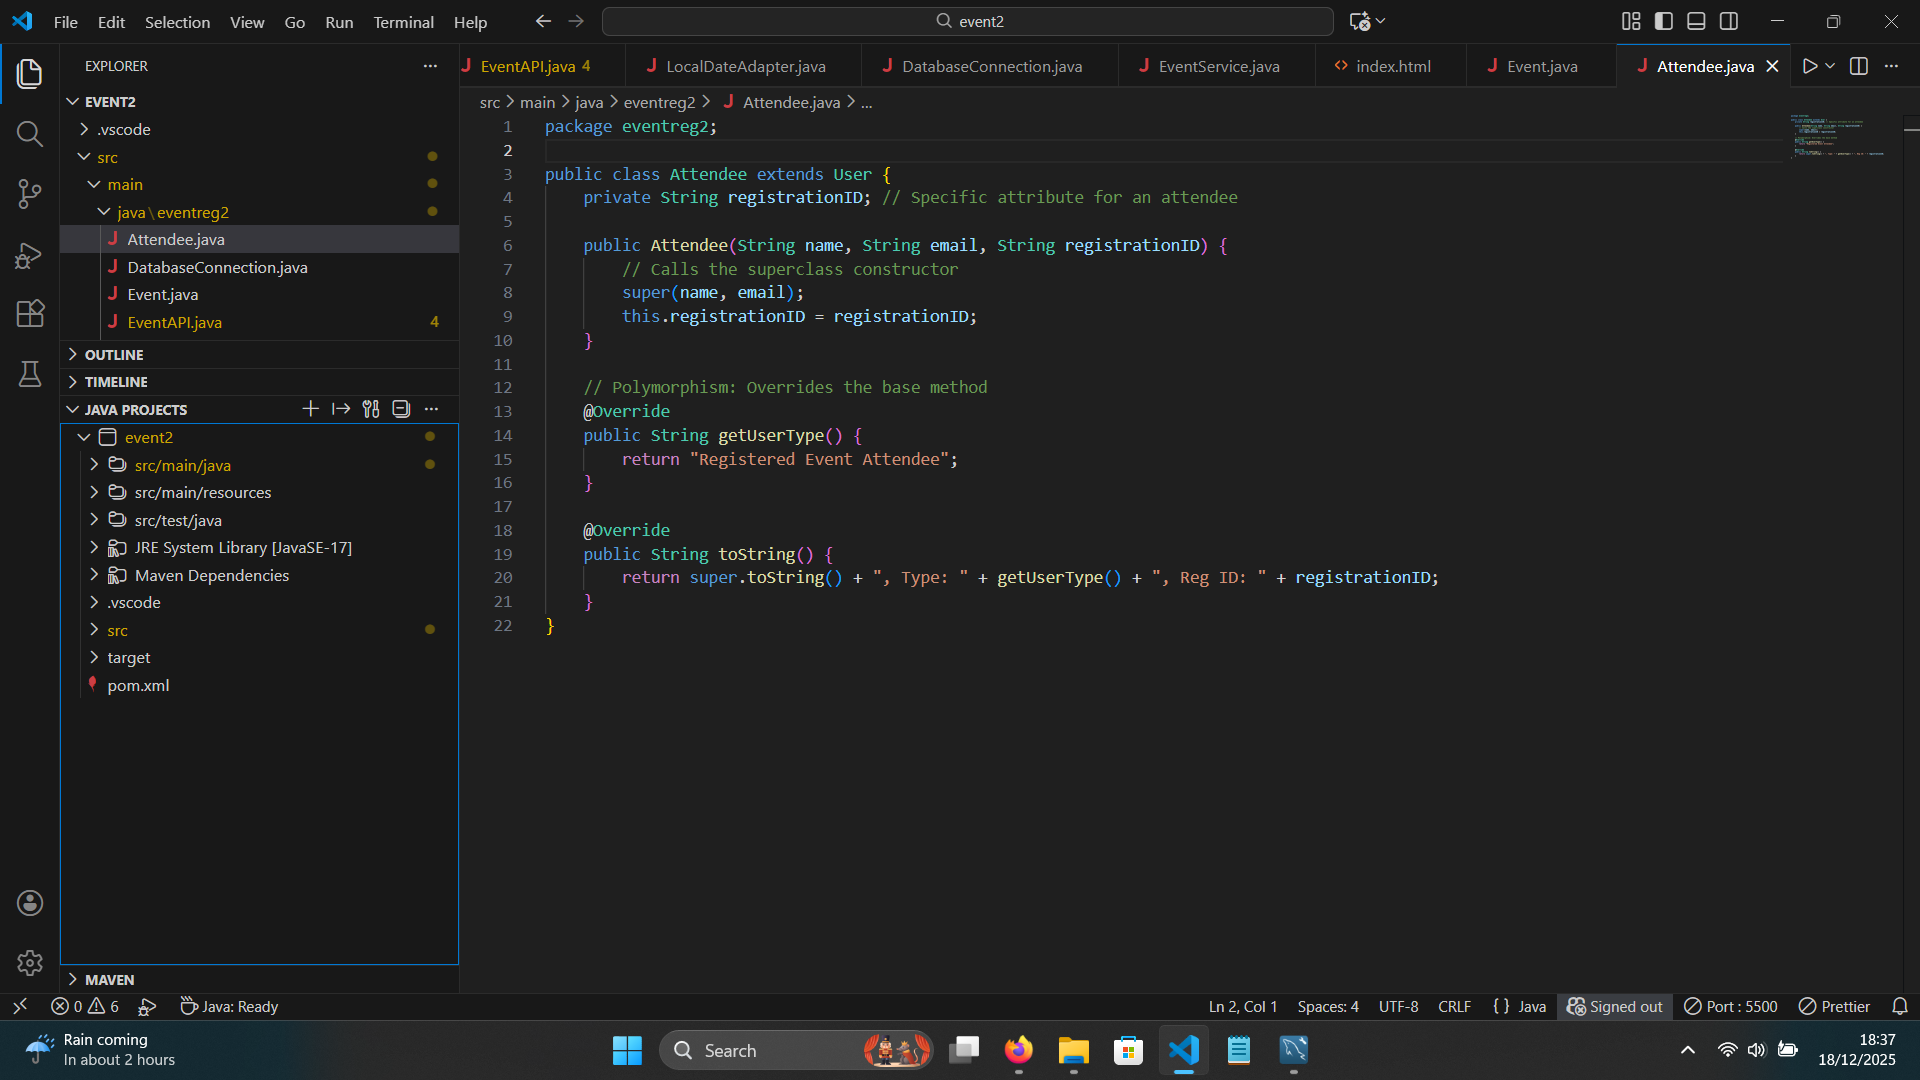 File Edit Selection View Go Run Terminal Help
event2
EXPLORER
EVENT2
.vscode
src
main
java\eventreg2
Attendee.java
DatabaseConnection.java
Event.java
EventAPI.java 4
OUTLINE
TIMELINE
JAVA PROJECTS
event2
src/main/java
src/main/resources
src/test/java
JRE System Library [JavaSE-17]
Maven Dependencies
.vscode
src
target
pom.xml
MAVEN
EventAPI.java 4 LocalDateAdapter.java DatabaseConnection.java EventService.java index.html Event.java Attendee.java
src > main > java > eventreg2 > Attendee.java > ...
1 package eventreg2;
2
3 public class Attendee extends User {
4 private String registrationID; // Specific attribute for an attendee
5
6 public Attendee(String name, String email, String registrationID) {
7 // Calls the superclass constructor
8 super(name, email);
9 this.registrationID = registrationID;
10 }
11
12 // Polymorphism: Overrides the base method
13 @Override
14 public String getUserType() {
15 return "Registered Event Attendee";
16 }
17
18 @Override
19 public String toString() {
20 return super.toString() + ", Type: " + getUserType() + ", Reg ID: " + registrationID;
21 }
22 }
0 6 Java: Ready
Ln 2, Col 1 Spaces: 4 UTF-8 CRLF {} Java Signed out Port : 5500 Prettier
Rain coming
In about 2 hours
Search
18:37
18/12/2025